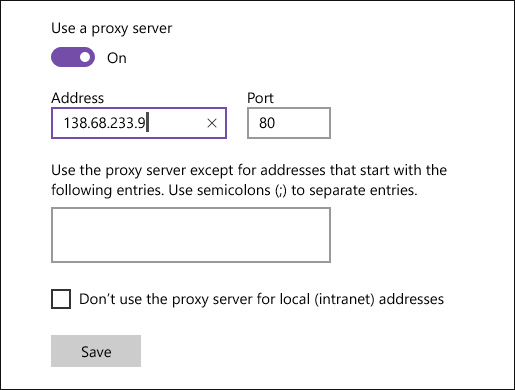 Use a proxy server
On
Address Port
138.68.233.9 80
Use the proxy server except for addresses that start with the
following entries. Use semicolons (;) to separate entries.
Don’t use the proxy server for local (intranet) addresses
Save